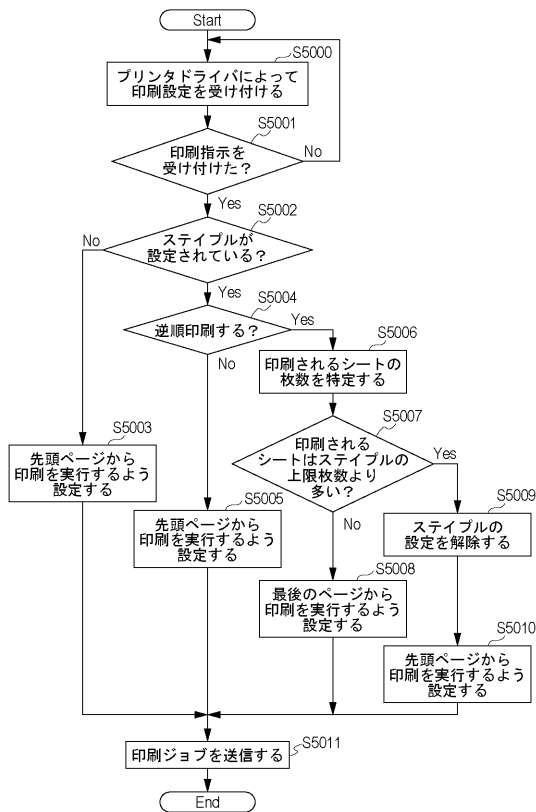 Start
S5000
プリンタドライバによって
印刷設定を受け付ける
S5001
印刷指示を
受け付けた?
No
Yes
S5002
ステイプルが
設定されている?
No
Yes
S5004
逆順印刷する?
Yes
No
S5006
印刷されるシートの
枚数を特定する
S5007
印刷される
シートはステイプルの
上限枚数より
多い?
Yes
No
S5003
先頭ページから
印刷を実行するよう
設定する
S5005
先頭ページから
印刷を実行するよう
設定する
S5009
ステイプルの
設定を解除する
S5008
最後のページから
印刷を実行するよう
設定する
S5010
先頭ページから
印刷を実行するよう
設定する
S5011
印刷ジョブを送信する
End